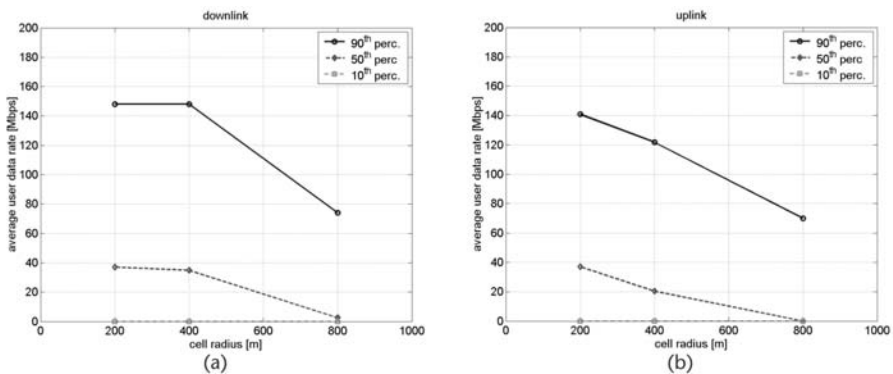 downlink
average user data rate [Mbps]
200
180
160
140
120
100
80
60
40
20
0
90th perc.
50th perc
10th perc.
0 200 400 600 800 1000
cell radius [m]
(a)
uplink
average user data rate [Mbps]
200
180
160
140
120
100
80
60
40
20
0
90th perc.
50th perc
10th perc.
0 200 400 600 800 1000
cell radius [m]
(b)